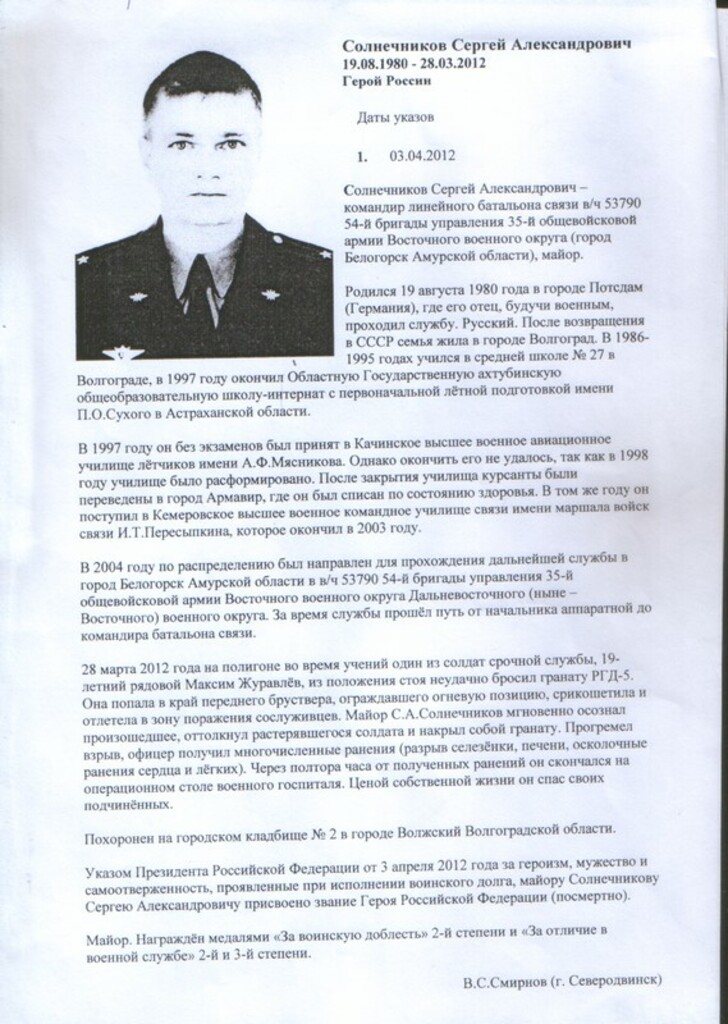 Солнечников Сергей Александрович
19.08.1980 - 28.03.2012
Герой России
Даты указов
1. 03.04.2012
Солнечников Сергей Александрович –
командир линейного батальона связи в/ч 53790
54-й бригады управления 35-й общевойсковой
армии Восточного военного округа (город
Белогорск Амурской области), майор.
Родился 19 августа 1980 года в городе Потсдам
(Германия), где его отец, будучи военным,
проходил службу. Русский. После возвращения
в СССР семья жила в городе Волгоград. В 1986-
1995 годах учился в средней школе № 27 в
Волгограде, в 1997 году окончил Областную Государственную ахтубинскую
общеобразовательную школу-интернат с первоначальной лётной подготовкой имени
П.О.Сухого в Астраханской области.
В 1997 году он без экзаменов был принят в Качинское высшее военное авиационное
училище лётчиков имени А.Ф.Мясникова. Однако окончить его не удалось, так как в 1998
году училище было расформировано. После закрытия училища курсанты были
переведены в город Армавир, где он был списан по состоянию здоровья. В том же году он
поступил в Кемеровское высшее военное командное училище связи имени маршала войск
связи И.Т.Пересыпкина, которое окончил в 2003 году.
В 2004 году по распределению был направлен для прохождения дальнейшей службы в
город Белогорск Амурской области в в/ч 53790 54-й бригады управления 35-й
общевойсковой армии Восточного военного округа Дальневосточного (ныне –
Восточного) военного округа. За время службы прошёл путь от начальника аппаратной до
командира батальона связи.
28 марта 2012 года на полигоне во время учений один из солдат срочной службы, 19-
летний рядовой Максим Журавлёв, из положения стоя неудачно бросил гранату РГД-5.
Она попала в край переднего бруствера, ограждавшего огневую позицию, срикошетила и
отлетела в зону поражения сослуживцев. Майор С.А.Солнечников мгновенно осознал
произошедшее, оттолкнул растерявшегося солдата и накрыл собой гранату. Прогремел
взрыв, офицер получил многочисленные ранения (разрыв селезёнки, печени, осколочные
ранения сердца и лёгких). Через полтора часа от полученных ранений он скончался на
операционном столе военного госпиталя. Ценой собственной жизни он спас своих
подчинённых.
Похоронен на городском кладбище № 2 в городе Волжский Волгоградской области.
Указом Президента Российской Федерации от 3 апреля 2012 года за героизм, мужество и
самоотверженность, проявленные при исполнении воинского долга, майору Солнечникову
Сергею Александровичу присвоено звание Героя Российской Федерации (посмертно).
Майор. Награждён медалями «За воинскую доблесть» 2-й степени и «За отличие в
военной службе» 2-й и 3-й степени.
В.С.Смирнов (г. Северодвинск)